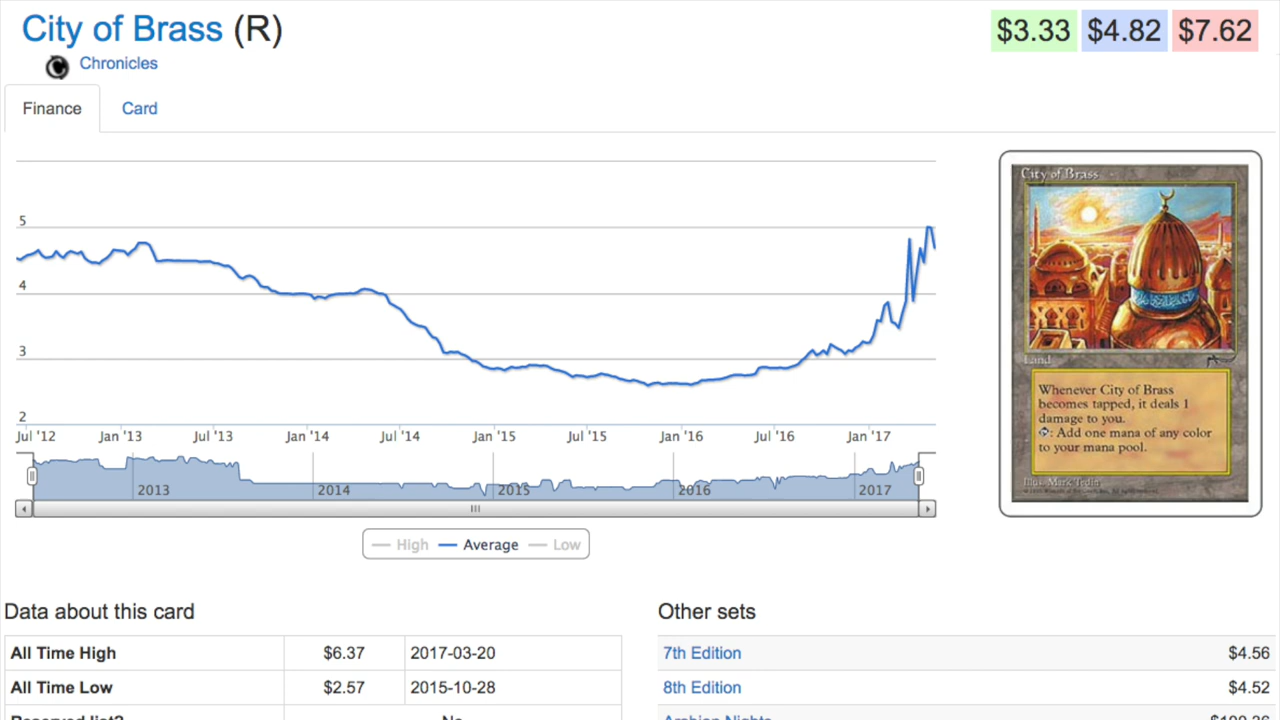 City of Brass (R)
$3.33 $4.82 $7.62
Chronicles
Finance Card
5
4
3
2
Jul '12 Jan '13 Jul '13 Jan '14 Jul '14 Jan '15 Jul '15 Jan '16 Jul '16 Jan '17
2013 2014 2015 2016 2017
High Average Low
City of Brass
Land
Whenever City of Brass
becomes tapped, it deals 1
damage to you.
: Add one mana of any color
to your mana pool.
Illus. Mark Tedin
Data about this card
All Time High $6.37 2017-03-20
All Time Low $2.57 2015-10-28
Reserved list? No
Other sets
7th Edition $4.56
8th Edition $4.52
Arabian Nights